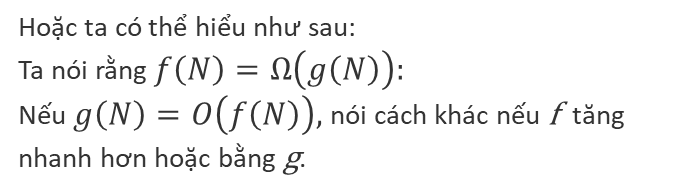 Hoặc ta có thể hiểu như sau:
Ta nói rằng f(N) = Ω(g(N)):
Nếu g(N) = O(f(N)), nói cách khác nếu f tăng
nhanh hơn hoặc bằng g.